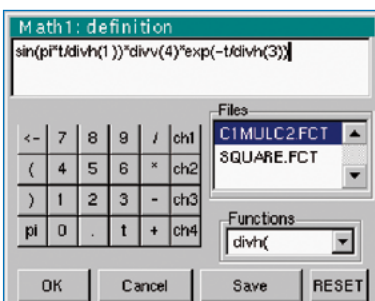 Math1: definition
sin(pi*t/divh(1))*divv(4)*exp(-t/divh(3))
Files
C1MULC2.FCT
SQUARE.FCT
<- 7 8 9 / ch1
( 4 5 6 * ch2
) 1 2 3 - ch3
pi 0 . t + ch4
Functions
divh(
OK Cancel Save RESET